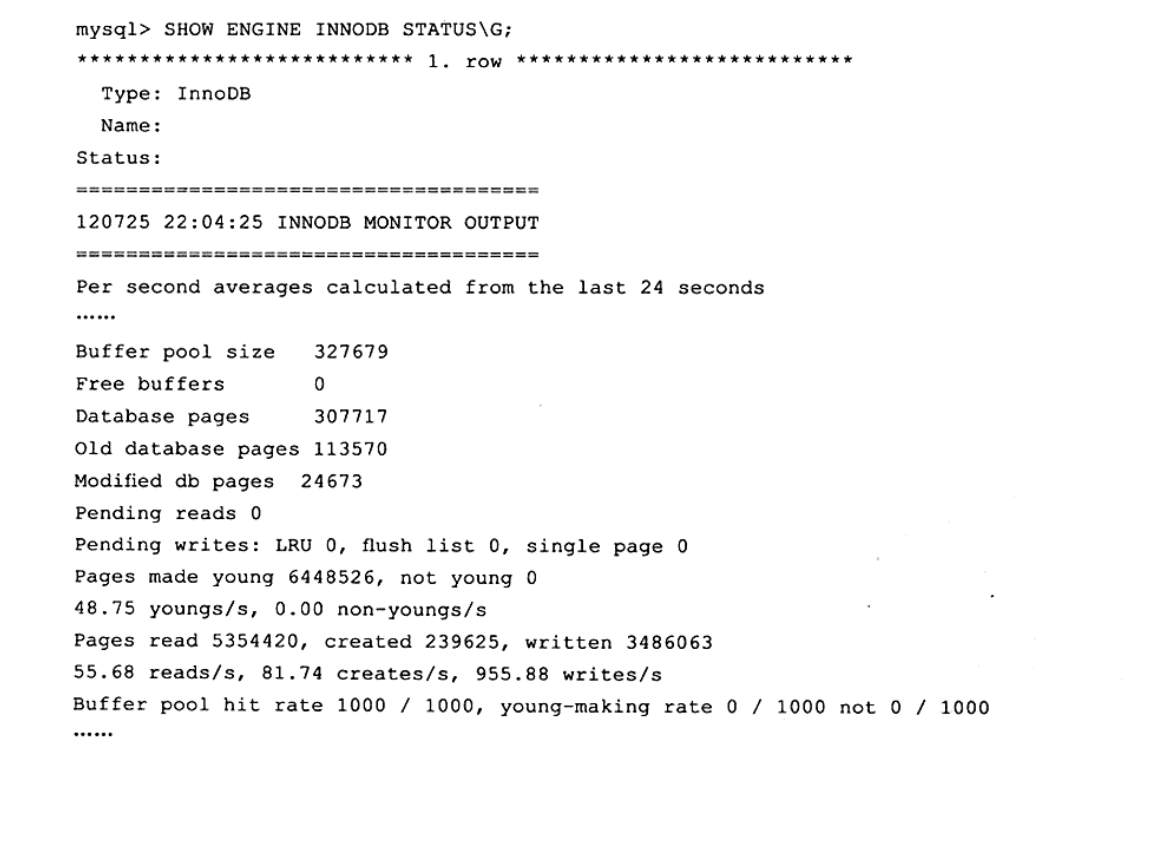 mysql> SHOW ENGINE INNODB STATUS\G;
*************************** 1. row ***************************
Type: InnoDB
Name:
Status:
=====================================
120725 22:04:25 INNODB MONITOR OUTPUT
=====================================
Per second averages calculated from the last 24 seconds
……
Buffer pool size 327679
Free buffers 0
Database pages 307717
Old database pages 113570
Modified db pages 24673
Pending reads 0
Pending writes: LRU 0, flush list 0, single page 0
Pages made young 6448526, not young 0
48.75 youngs/s, 0.00 non-youngs/s
Pages read 5354420, created 239625, written 3486063
55.68 reads/s, 81.74 creates/s, 955.88 writes/s
Buffer pool hit rate 1000 / 1000, young-making rate 0 / 1000 not 0 / 1000
……